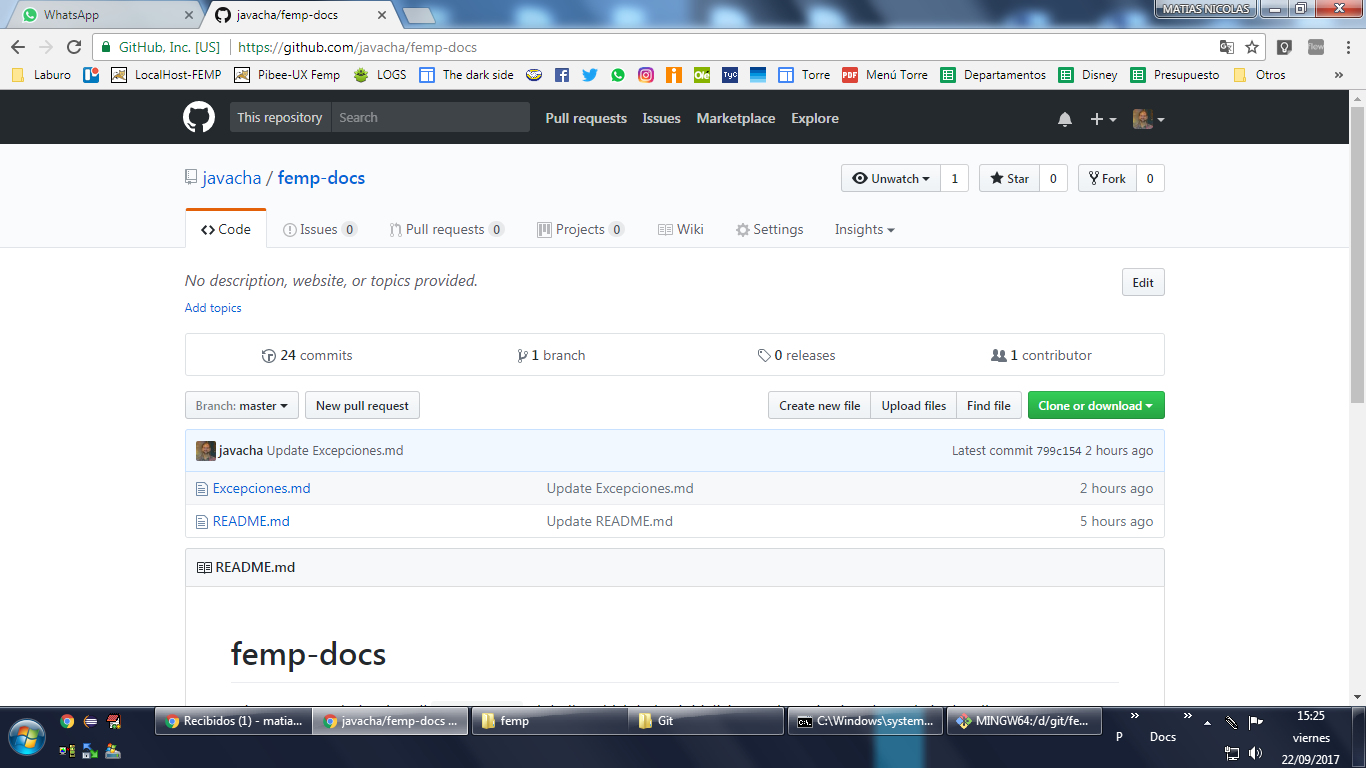 WhatsApp
javacha/femp-docs
MATIAS NICOLAS
GitHub, Inc. [US]
https://github.com/javacha/femp-docs
Laburo
LocalHost-FEMP
Pibee-UX Femp
LOGS
The dark side
Olé
TyC
Torre
PDF
Menú Torre
Departamentos
Disney
Presupuesto
Otros
»
This repository
Search
Pull requests
Issues
Marketplace
Explore
javacha / femp-docs
Unwatch
1
Star
0
Fork
0
Code
Issues 0
Pull requests 0
Projects 0
Wiki
Settings
Insights
No description, website, or topics provided.
Edit
Add topics
24 commits
1 branch
0 releases
1 contributor
Branch: master
New pull request
Create new file
Upload files
Find file
Clone or download
javacha Update Excepciones.md
Latest commit 799c154 2 hours ago
Excepciones.md
Update Excepciones.md
2 hours ago
README.md
Update README.md
5 hours ago
README.md
femp-docs
Recibidos (1) - matia...
javacha/femp-docs ...
femp
Git
C:\Windows\system...
MINGW64:/d/git/fe...
»
P
»
Docs
15:25
viernes
22/09/2017